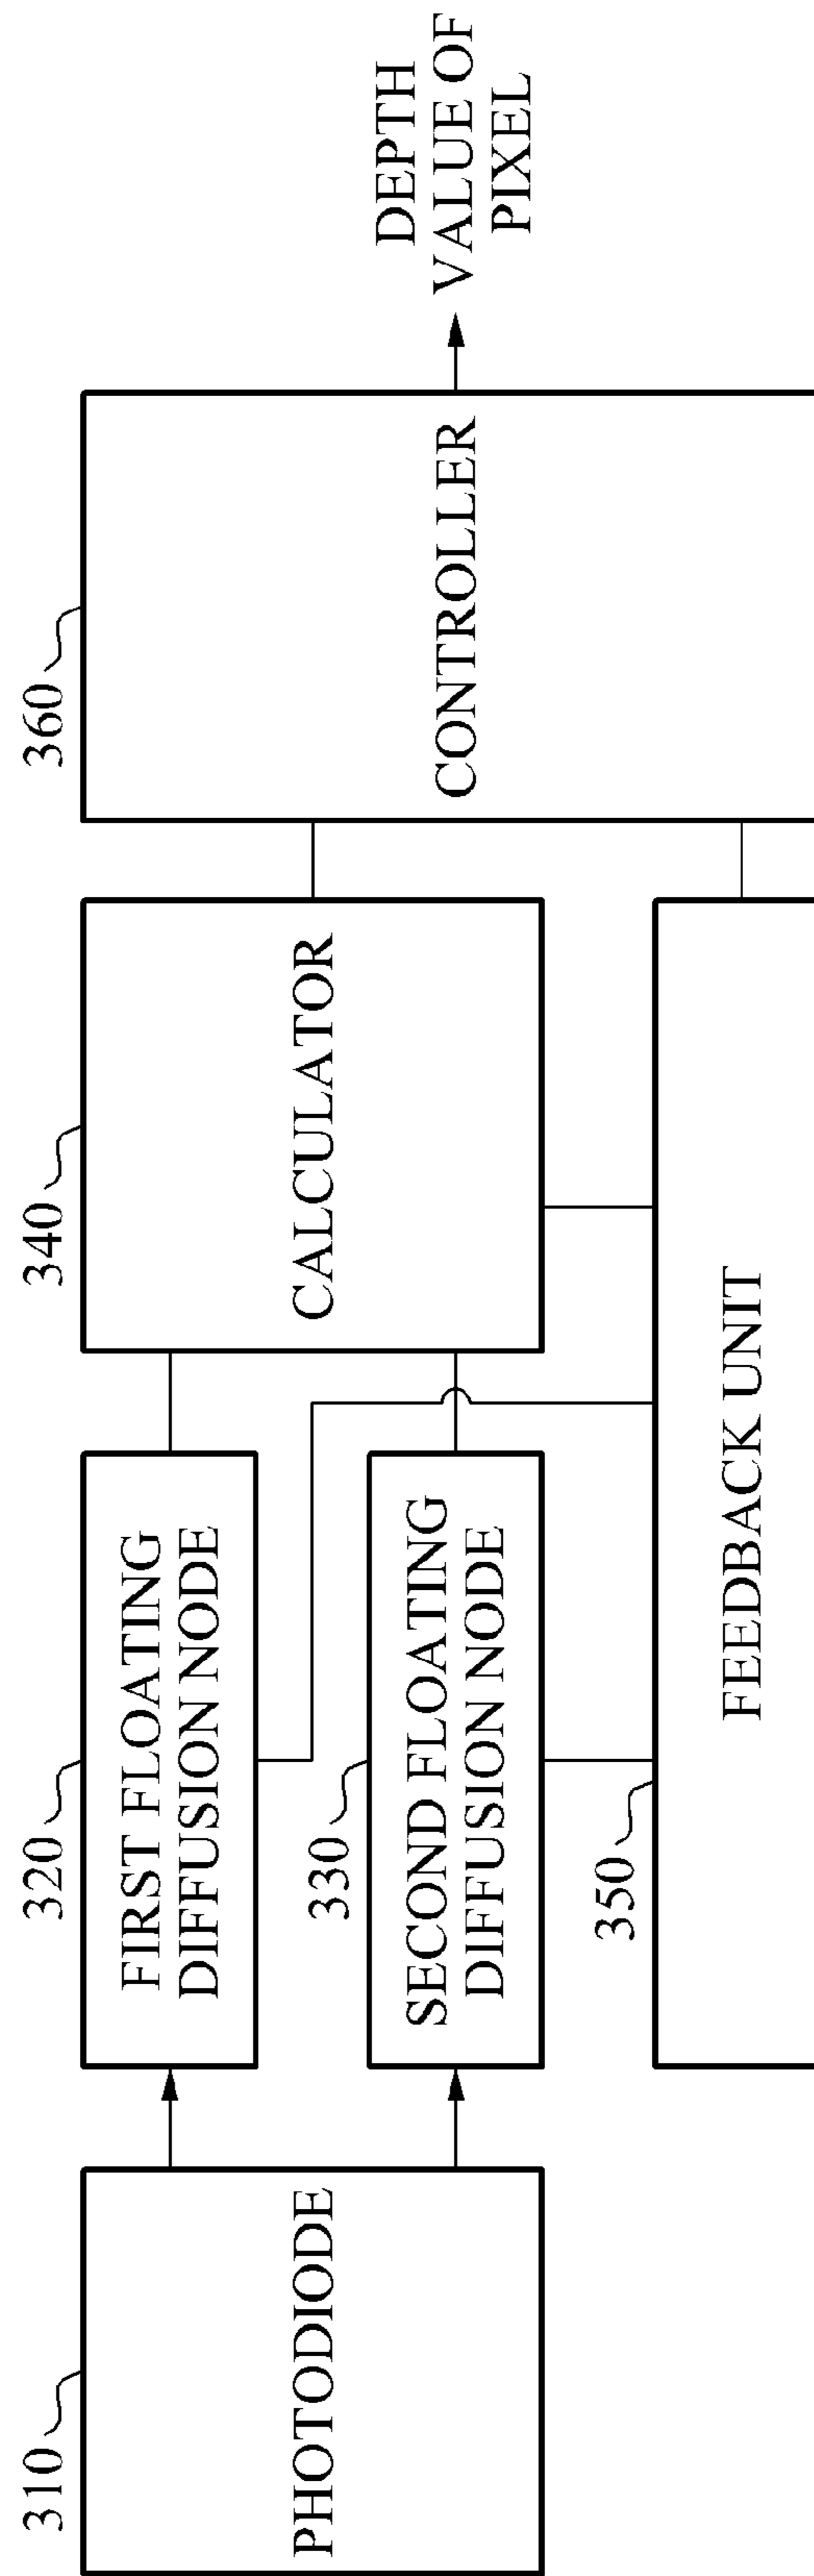 310
PHOTODIODE
320
FIRST FLOATING
DIFFUSION NODE
330
SECOND FLOATING
DIFFUSION NODE
340
CALCULATOR
350
FEEDBACK UNIT
360
CONTROLLER
DEPTH
VALUE OF
PIXEL